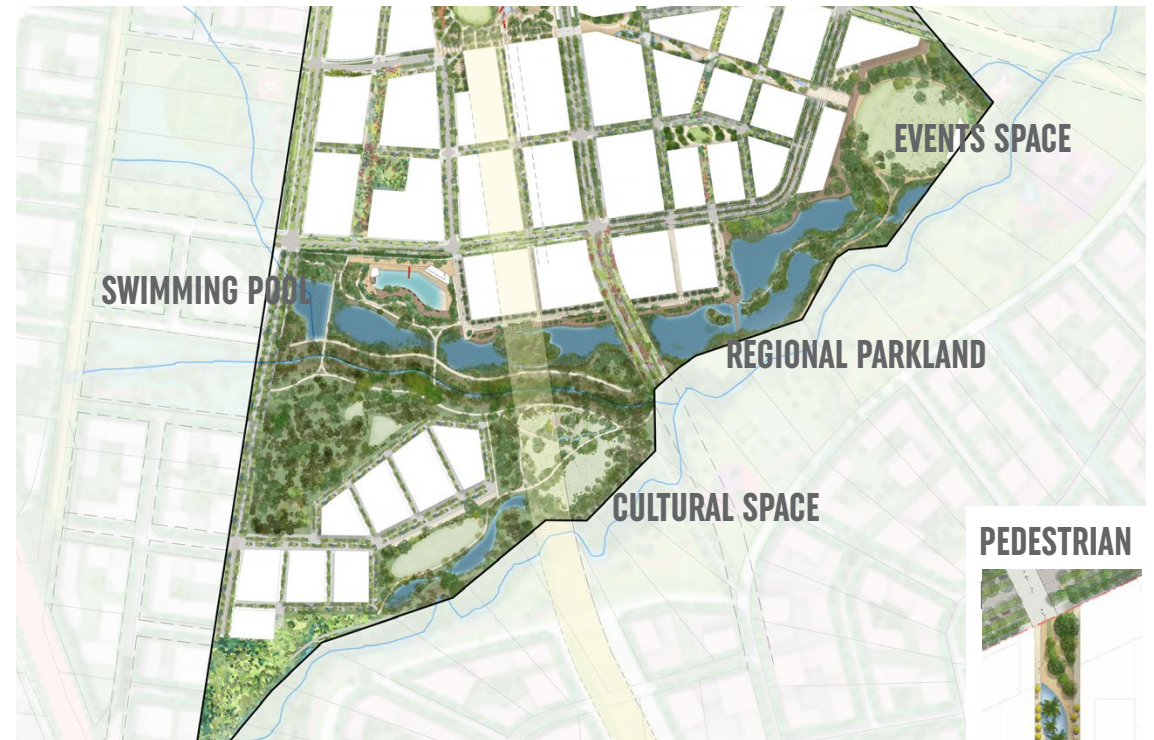 EVENTS SPACE
SWIMMING POOL
REGIONAL PARKLAND
CULTURAL SPACE
PEDESTRIAN